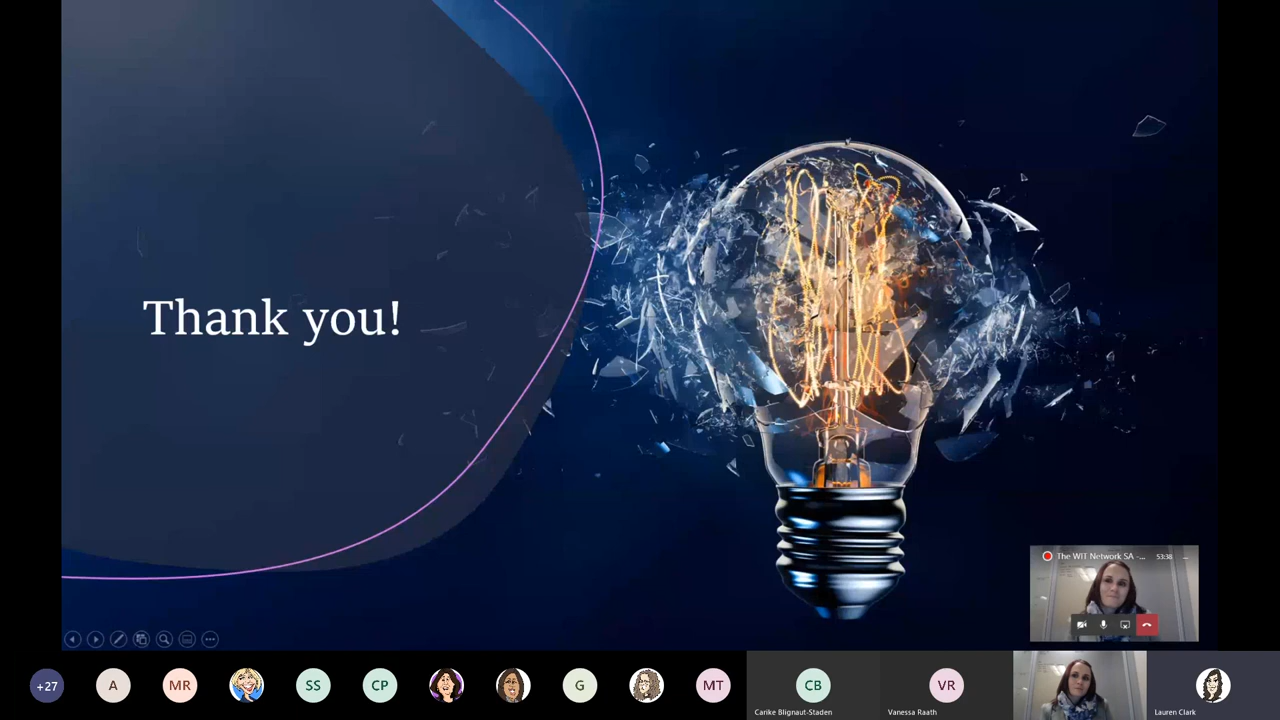 Thank you!
The WIT Network SA -...
53:38
...
+27
A
MR
SS
CP
G
MT
CB
Carike Blignaut-Staden
VR
Vanessa Raath
Lauren Clark